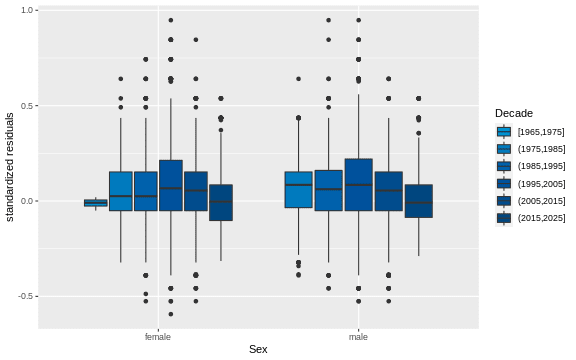 1.0
0.5
0.0
-0.5
standardized residuals
female
male
Sex
Decade
[1965,1975]
(1975,1985]
(1985,1995]
(1995,2005]
(2005,2015]
(2015,2025]